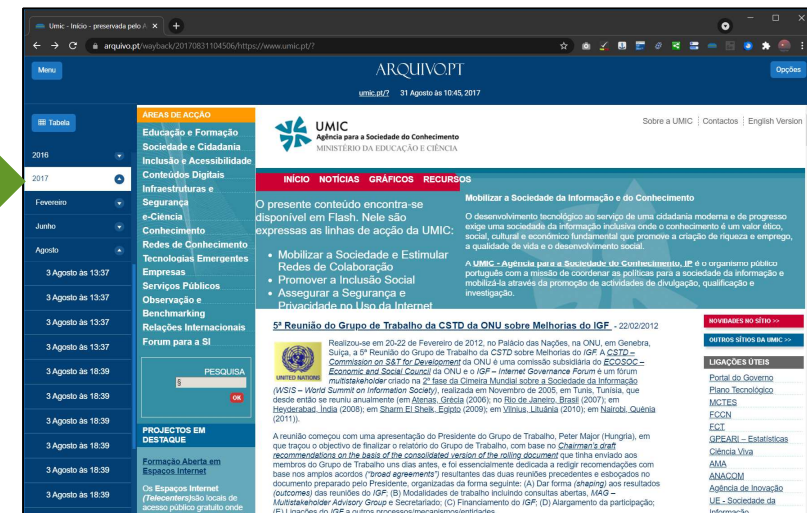 Umic - Início - preservada pelo A
arquivo.pt/wayback/20170831104506/https://www.umic.pt/?
Menu
ARQUIVO.PT
Opções
umic.pt/? 31 Agosto às 10:45, 2017
Tabela
2016
2017
Fevereiro
Junho
Agosto
3 Agosto às 13:37
3 Agosto às 13:37
3 Agosto às 13:37
3 Agosto às 13:37
3 Agosto às 18:39
3 Agosto às 18:39
3 Agosto às 18:39
3 Agosto às 18:39
3 Agosto às 18:39
3 Agosto às 18:39
ÁREAS DE ACÇÃO
Educação e Formação
Sociedade e Cidadania
Inclusão e Acessibilidade
Conteúdos Digitais
Infraestruturas e
Segurança
e-Ciência
Conhecimento
Redes de Conhecimento
Tecnologias Emergentes
Empresas
Serviços Públicos
Observação e
Benchmarking
Relações Internacionais
Forum para a SI
PESQUISA
§
OK
PROJECTOS EM
DESTAQUE
Formação Aberta em
Espaços Internet
Os Espaços Internet
(Telecenters)são locais de
acesso público gratuito onde
UMIC
Agência para a Sociedade do Conhecimento
MINISTÉRIO DA EDUCAÇÃO E CIÊNCIA
Sobre a UMIC | Contactos | English Version
INÍCIO NOTÍCIAS GRÁFICOS RECURSOS
O presente conteúdo encontra-se
disponível em Flash. Nele são
expressas as linhas de acção da UMIC:
• Mobilizar a Sociedade e Estimular
Redes de Colaboração
• Promover a Inclusão Social
• Assegurar a Segurança e
Privacidade no Uso da Internet
Mobilizar a Sociedade da Informação e do Conhecimento
O desenvolvimento tecnológico ao serviço de uma cidadania moderna e de progresso
exige uma sociedade da informação inclusiva onde o conhecimento é um valor ético,
social, cultural e económico fundamental que promove a criação de riqueza e emprego,
a qualidade de vida e o desenvolvimento social.
A UMIC - Agência para a Sociedade do Conhecimento, IP é o organismo público
português com a missão de coordenar as políticas para a sociedade da informação e
mobilizá-la através da promoção de actividades de divulgação, qualificação e
investigação.
5ª Reunião do Grupo de Trabalho da CSTD da ONU sobre Melhorias do IGF - 22/02/2012
UNITED NATIONS
Realizou-se em 20-22 de Fevereiro de 2012, no Palácio das Nações, na ONU, em Genebra,
Suíça, a 5ª Reunião do Grupo de Trabalho da CSTD sobre Melhorias do IGF. A CSTD –
Commission on S&T for Development da ONU é uma comissão subsidiária do ECOSOC –
Economic and Social Council da ONU e o IGF – Internet Governance Forum é um fórum
multistakeholder criado na 2ª fase da Cimeira Mundial sobre a Sociedade da Informação
(WSIS – World Summit on Information Society), realizada em Novembro de 2005, em Tunis, Tunísia, que
desde então se reuniu anualmente (em Atenas, Grécia (2006); no Rio de Janeiro, Brasil (2007); em
Heyderabad, Índia (2008); em Sharm El Sheik, Egipto (2009); em Vilnius, Lituânia (2010); em Nairobi, Quénia
(2011)).
A reunião começou com uma apresentação do Presidente do Grupo de Trabalho, Peter Major (Hungria), em
que traçou o objectivo de finalizar o relatório do Grupo de Trabalho, com base no Chairman's draft
recommendations on the basis of the consolidated version of the rolling document que tinha enviado aos
membros do Grupo de Trabalho uns dias antes, e foi essencialmente dedicada a redigir recomendações com
base nos amplos acordos ("broad agreements") resultantes das duas reuniões precedentes e esboçados no
documento preparado pelo Presidente, organizadas da forma seguinte: (A) Dar forma (shaping) aos resultados
(outcomes) das reuniões do IGF; (B) Modalidades de trabalho incluindo consultas abertas, MAG –
Multistakeholder Advisory Group e Secretariado; (C) Financiamento do IGF; (D) Alargamento da participação;
(E) Ligações do IGF a outros processos/mecanismos/entidades.
NOVIDADES NO SÍTIO >>
OUTROS SÍTIOS DA UMIC >>
LIGAÇÕES ÚTEIS
Portal do Governo
Plano Tecnológico
MCTES
FCCN
FCT
GPEARI – Estatísticas
Ciência Viva
AMA
ANACOM
Agência de Inovação
UE - Sociedade da
Informação